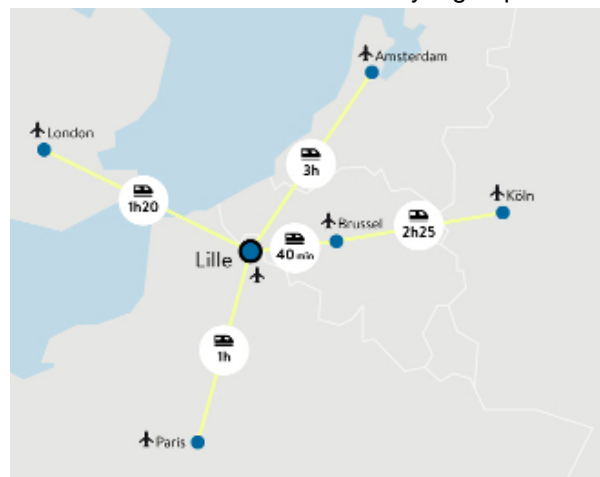 Amsterdam
London
3h
1h20
Köln
Brussel
2h25
Lille
40 min
1h
Paris